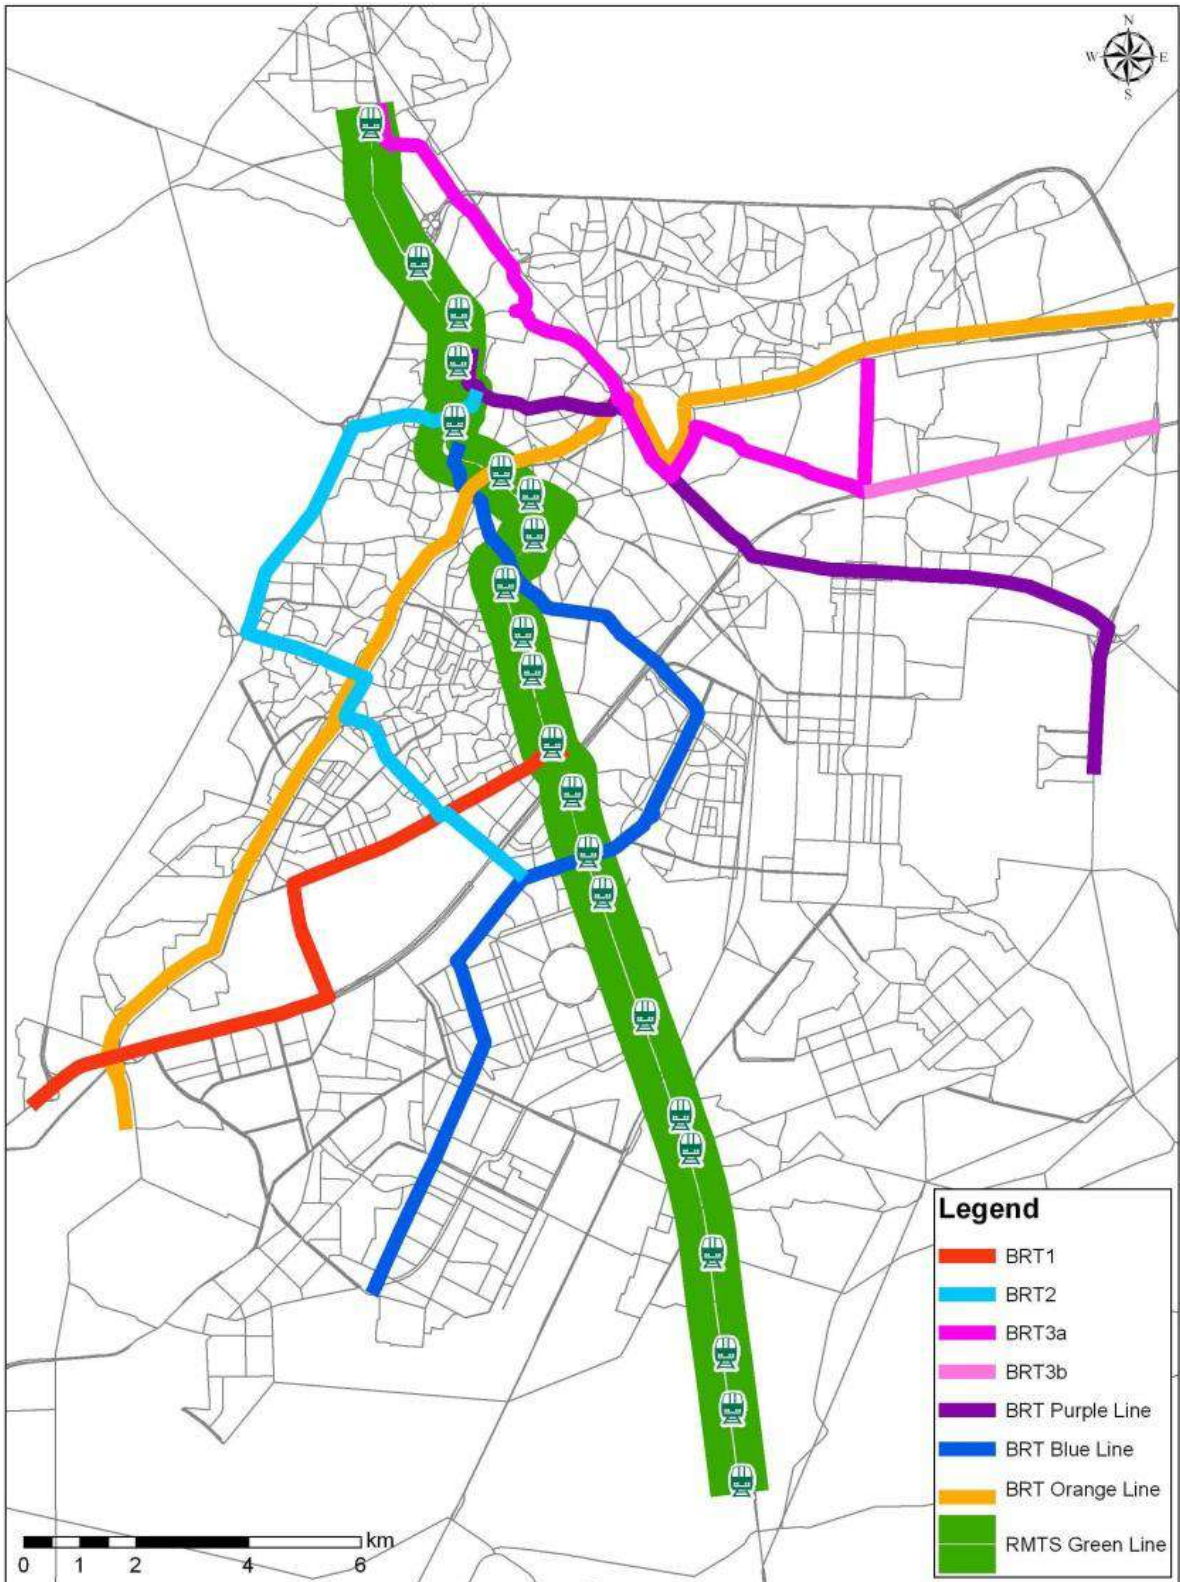 N
W E
S
Legend
BRT1
BRT2
BRT3a
BRT3b
BRT Purple Line
BRT Blue Line
BRT Orange Line
RMTS Green Line
km
0 1 2 4 6